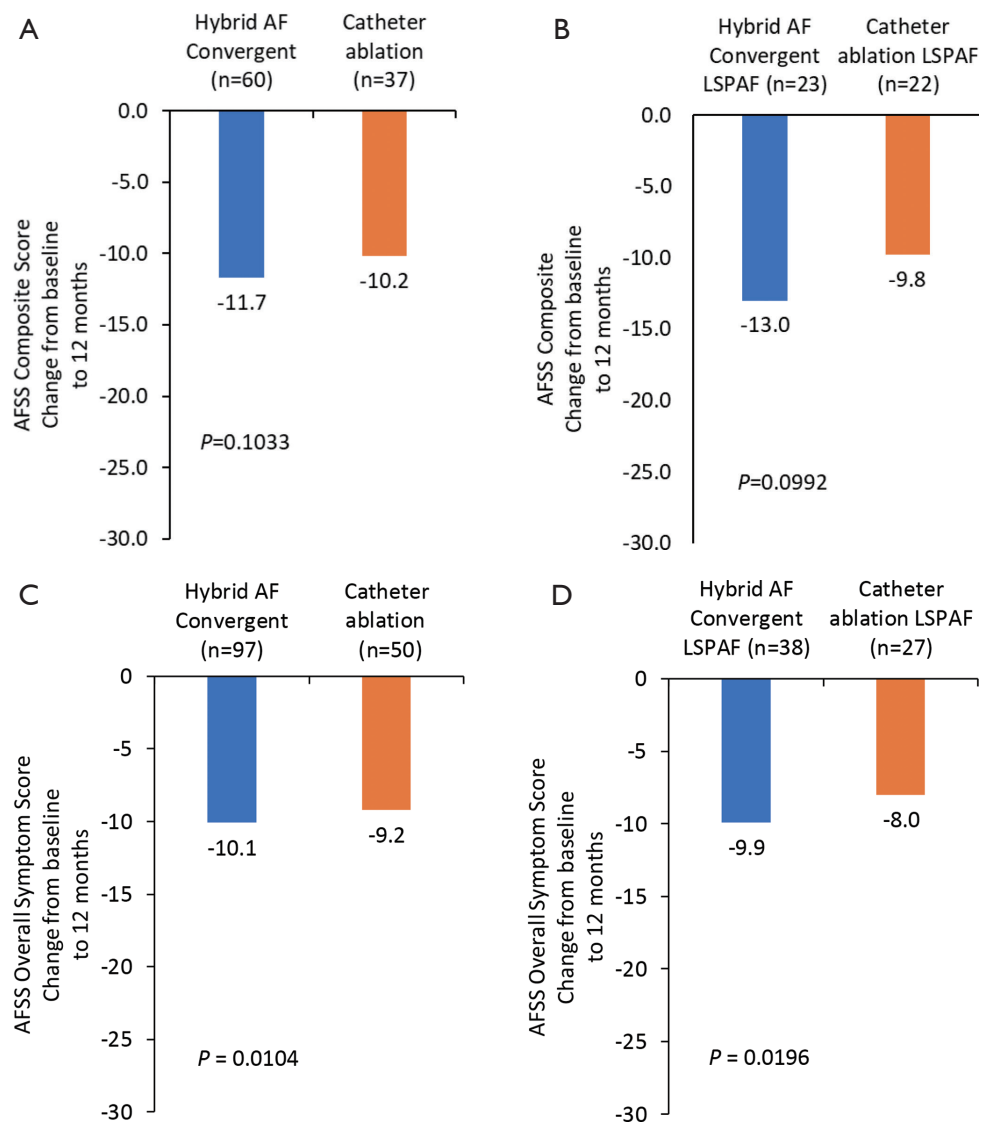 A
Hybrid AF
Convergent
(n=60)
Catheter
ablation
(n=37)
0.0
-5.0
-10.0
-15.0
-20.0
-25.0
-30.0
AFSS Composite Score
Change from baseline
to 12 months
-11.7
-10.2
P=0.1033
B
Hybrid AF
Convergent
LSPAF (n=23)
Catheter
ablation LSPAF
(n=22)
0.0
-5.0
-10.0
-15.0
-20.0
-25.0
-30.0
AFSS Composite
Change from baseline
to 12 months
-13.0
-9.8
P=0.0992
C
Hybrid AF
Convergent
(n=97)
Catheter
ablation
(n=50)
0
-5
-10
-15
-20
-25
-30
AFSS Overall Symptom Score
Change from baseline
to 12 months
-10.1
-9.2
P = 0.0104
D
Hybrid AF
Convergent
LSPAF (n=38)
Catheter
ablation LSPAF
(n=27)
0
-5
-10
-15
-20
-25
-30
AFSS Overall Symptom Score
Change from baseline
to 12 months
-9.9
-8.0
P = 0.0196